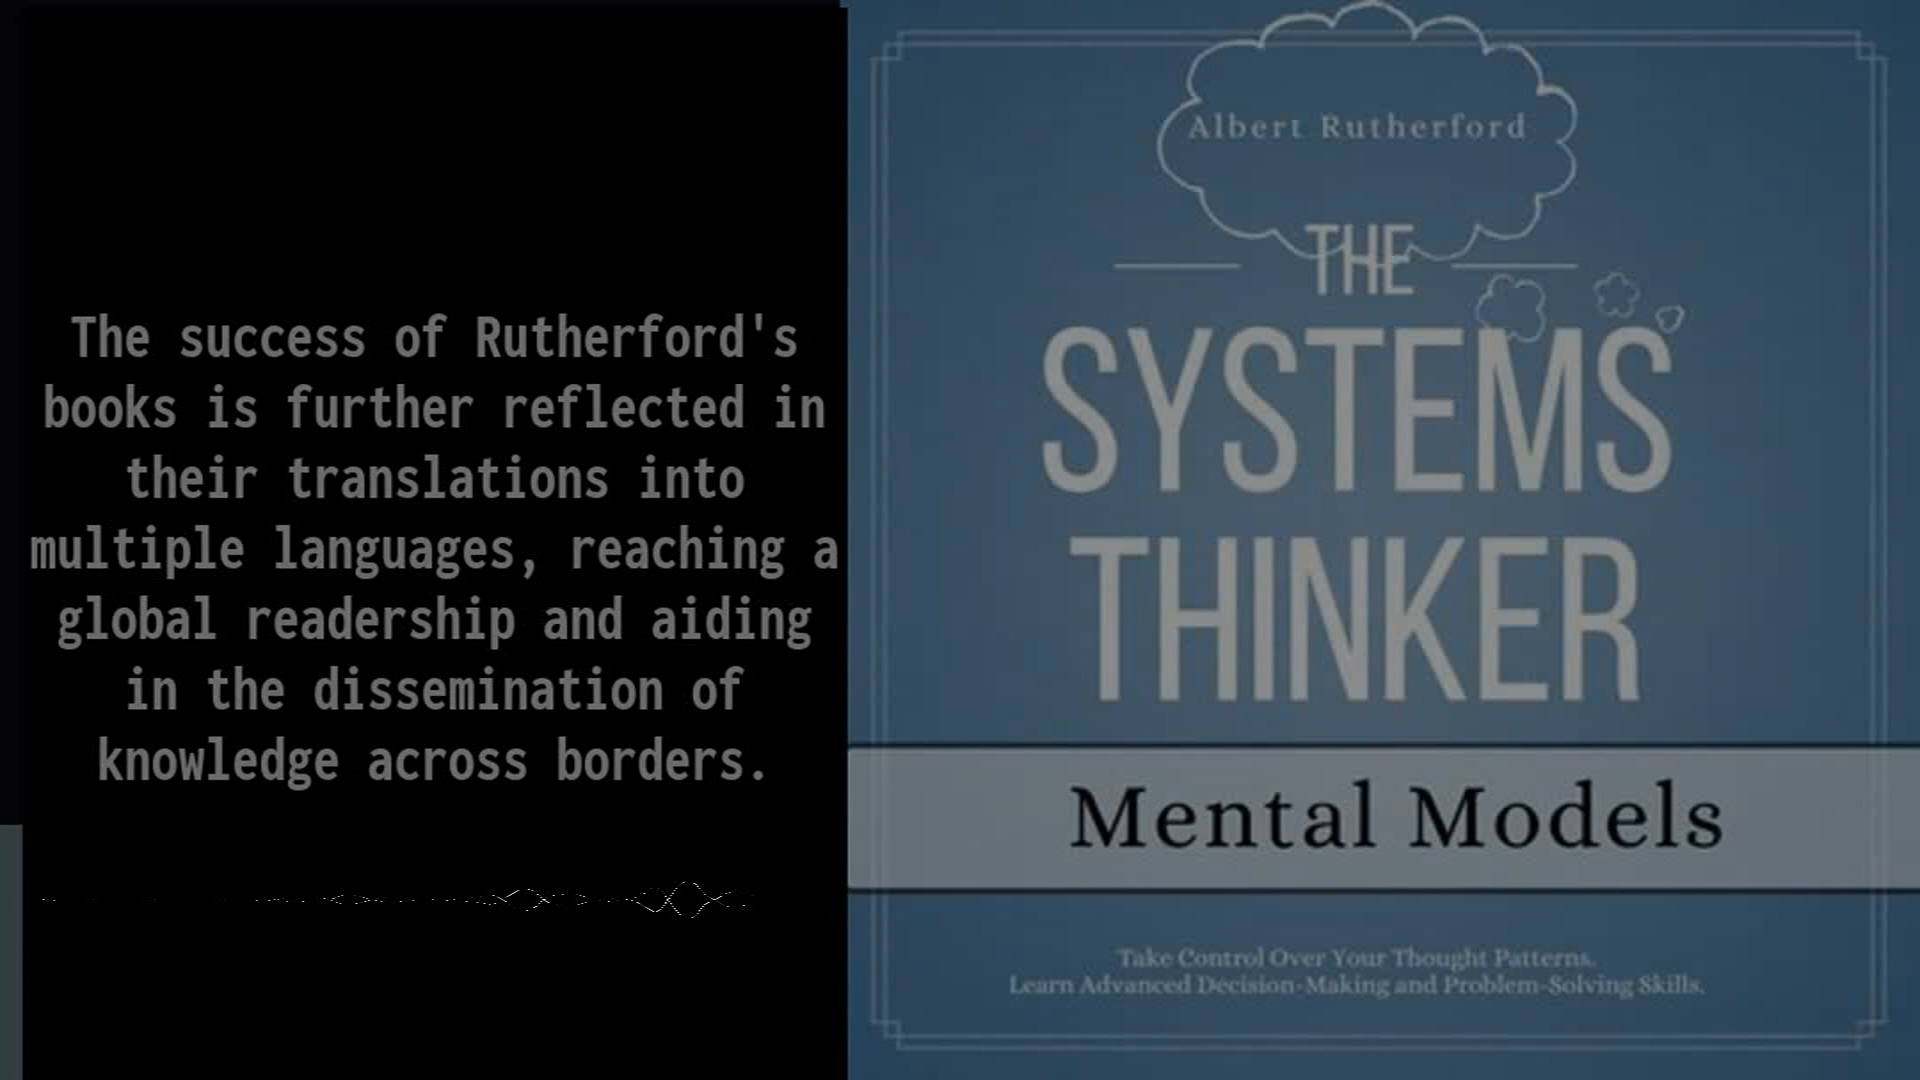 The success of Rutherford's
books is further reflected in
their translations into
multiple languages, reaching a
global readership and aiding
in the dissemination of
knowledge across borders.
Albert Rutherford
THE
SYSTEMS
THINKER
Mental Models
Take Control Over Your Thought Patterns.
Learn Advanced Decision-Making and Problem-Solving Skills.